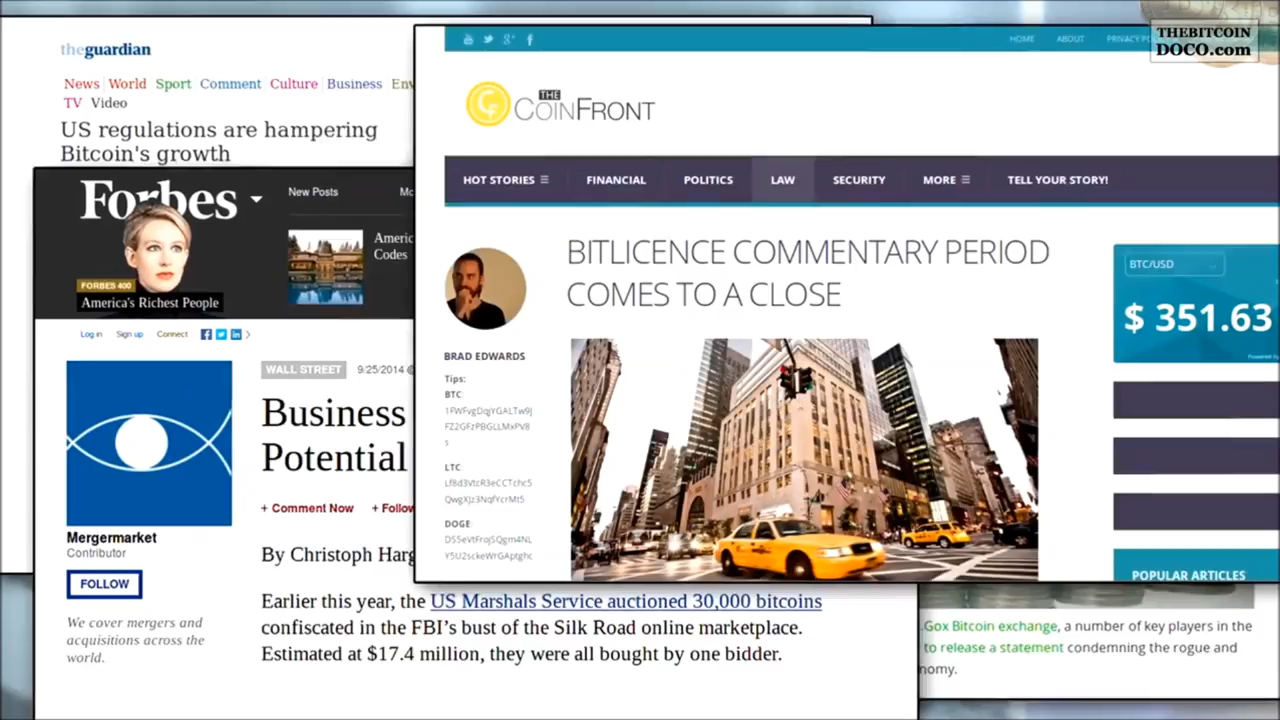 theguardian
News World Sport Comment Culture Business
TV Video
US regulations are hampering
Bitcoin's growth
Forbes
New Posts
FORBES 400
America's Richest People
Codes
Log in Sign up Connect
WALL STREET 9/25/2014 @
Business
Potential
+ Comment Now + Follow
Mergermarket
Contributor
FOLLOW
We cover mergers and
acquisitions across the
world.
By Christoph
Earlier this year, the US Marshals Service auctioned 30,000 bitcoins
confiscated in the FBI's bust of the Silk Road online marketplace.
Estimated at $17.4 million, they were all bought by one bidder.
HOME ABOUT PRIVACY
THEBITCOIN
DOCO.com
THE
COINFRONT
HOT STORIES FINANCIAL POLITICS LAW SECURITY MORE TELL YOUR STORY!
BITLICENCE COMMENTARY PERIOD
COMES TO A CLOSE
BRAD EDWARDS
Tips:
BTC:
LTC:
DOGE:
BTC/USD
$ 351.63
POPULAR ARTICLES
.Gox Bitcoin exchange, a number of key players in the
to release a statement condemning the rogue and